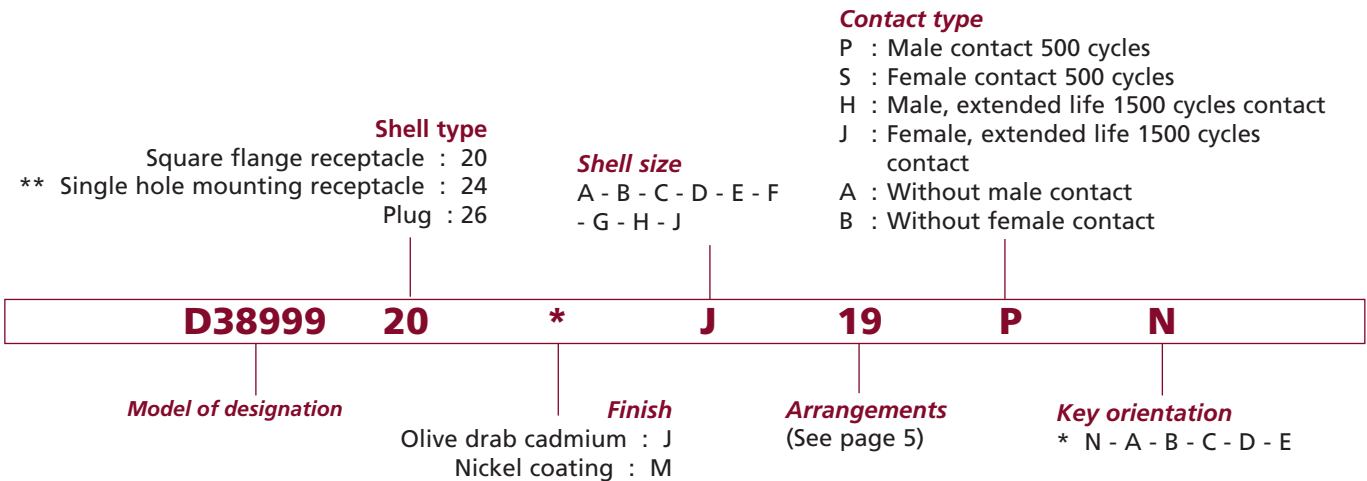 Contact type
P : Male contact 500 cycles
S : Female contact 500 cycles
H : Male, extended life 1500 cycles contact
J : Female, extended life 1500 cycles
contact
A : Without male contact
B : Without female contact
Shell type
Square flange receptacle : 20
** Single hole mounting receptacle : 24
Plug : 26
Shell size
A - B - C - D - E - F
- G - H - J
D38999 20 * J 19 P N
Model of designation
Finish
Olive drab cadmium : J
Nickel coating : M
Arrangements
(See page 5)
Key orientation
* N - A - B - C - D - E